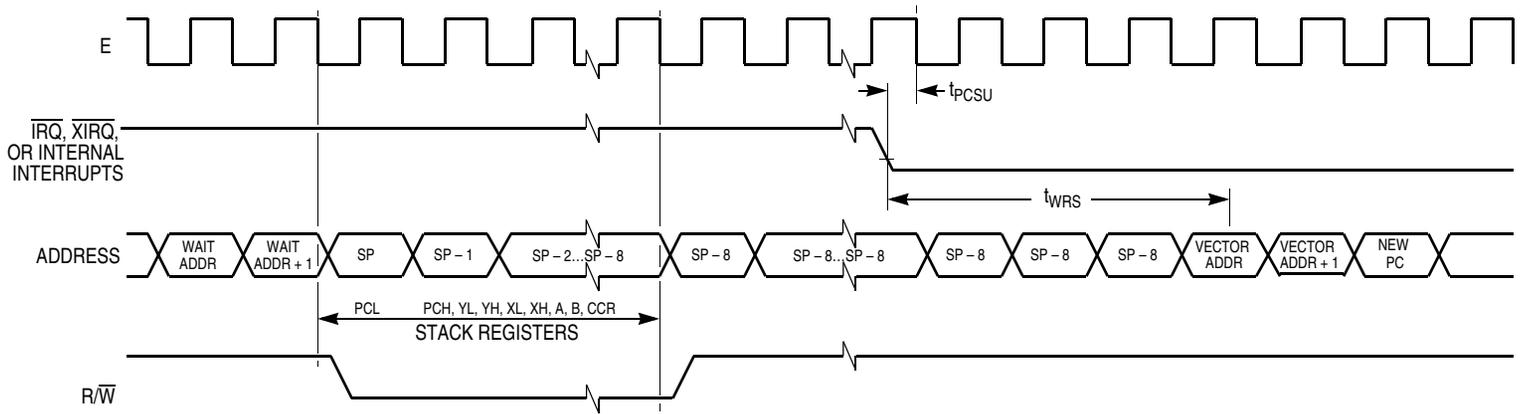 E
tPCSU
IRQ, XIRQ,
OR INTERNAL
INTERRUPTS
tWRS
ADDRESS
WAIT
ADDR
WAIT
ADDR + 1
SP
SP – 1
SP – 2...SP – 8
SP – 8
SP – 8...SP – 8
SP – 8
SP – 8
SP – 8
VECTOR
ADDR
VECTOR
ADDR + 1
NEW
PC
PCL
PCH, YL, YH, XL, XH, A, B, CCR
STACK REGISTERS
R/W